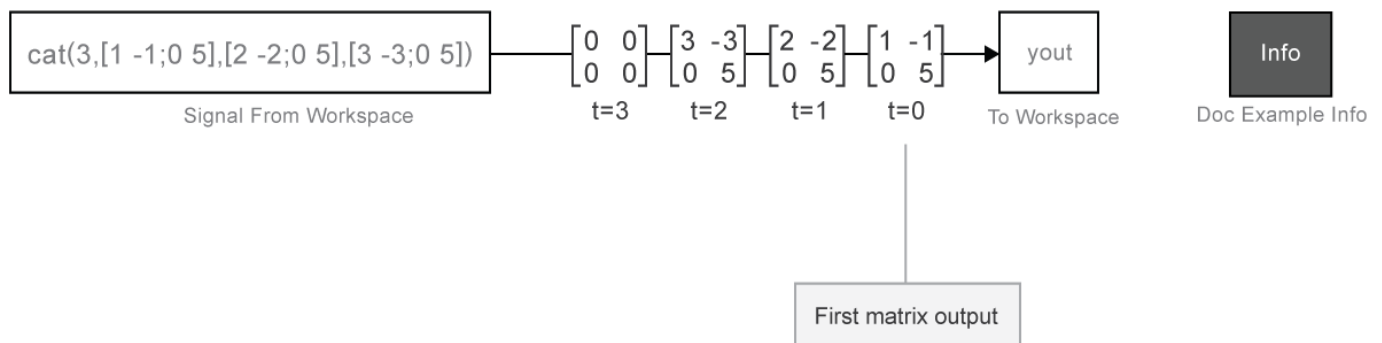 cat(3,[1 -1;0 5],[2 -2;0 5],[3 -3;0 5])
Signal From Workspace
0 0
0 0
t=3
3 -3
0 5
t=2
2 -2
0 5
t=1
1 -1
0 5
t=0
yout
To Workspace
Info
Doc Example Info
First matrix output